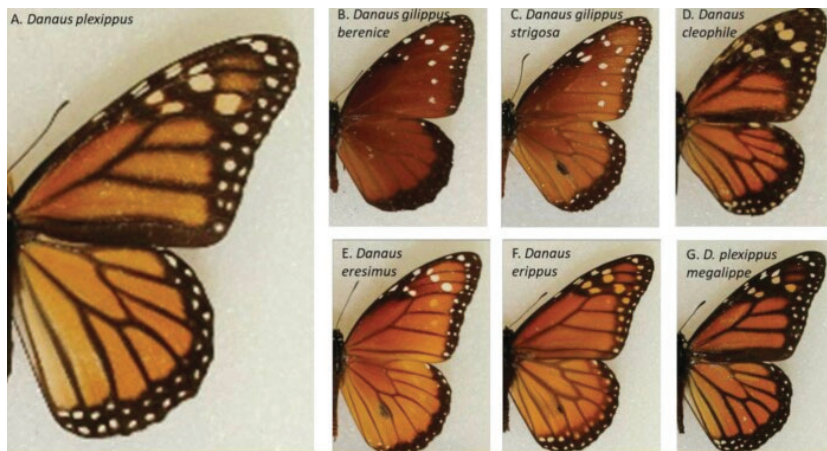 A. Danaus plexippus
B. Danaus gilippus
berenice
C. Danaus gilippus
strigosa
D. Danaus
cleophile
E. Danaus
eresimus
F. Danaus
erippus
G. D. plexippus
megalippe